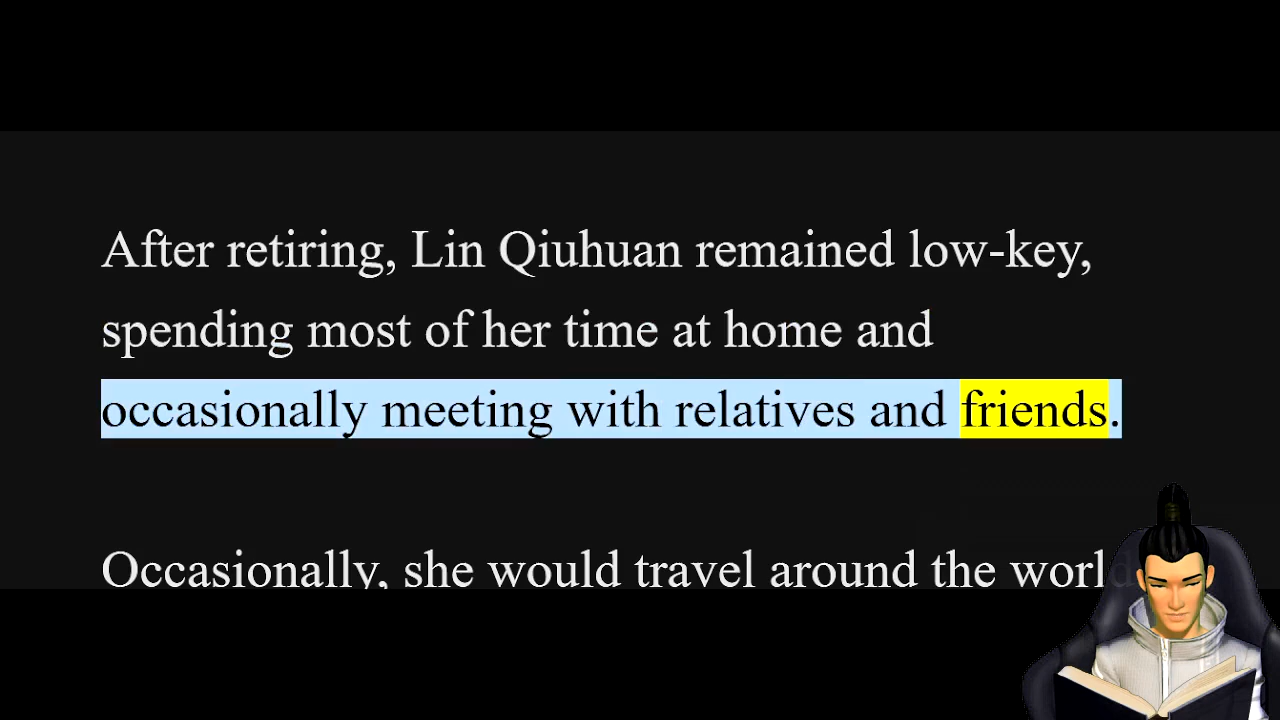 After retiring, Lin Qiuhuan remained low-key,
spending most of her time at home and
occasionally meeting with relatives and friends.
Occasionally, she would travel around the world